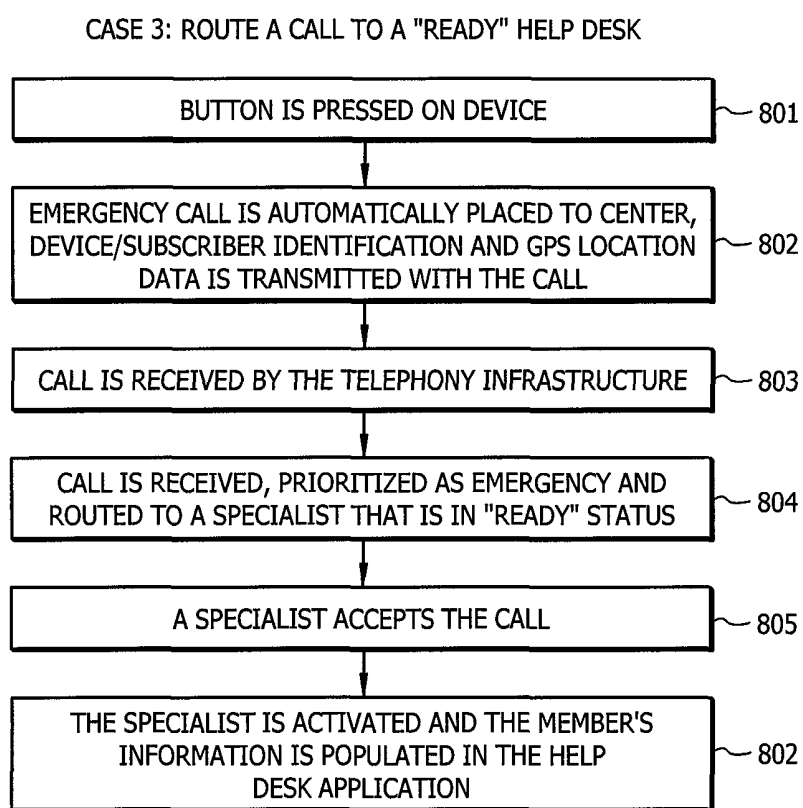 CASE 3: ROUTE A CALL TO A "READY" HELP DESK
BUTTON IS PRESSED ON DEVICE
801
EMERGENCY CALL IS AUTOMATICALLY PLACED TO CENTER,
DEVICE/SUBSCRIBER IDENTIFICATION AND GPS LOCATION
DATA IS TRANSMITTED WITH THE CALL
802
CALL IS RECEIVED BY THE TELEPHONY INFRASTRUCTURE
803
CALL IS RECEIVED, PRIORITIZED AS EMERGENCY AND
ROUTED TO A SPECIALIST THAT IS IN "READY" STATUS
804
A SPECIALIST ACCEPTS THE CALL
805
THE SPECIALIST IS ACTIVATED AND THE MEMBER'S
INFORMATION IS POPULATED IN THE HELP
DESK APPLICATION
802